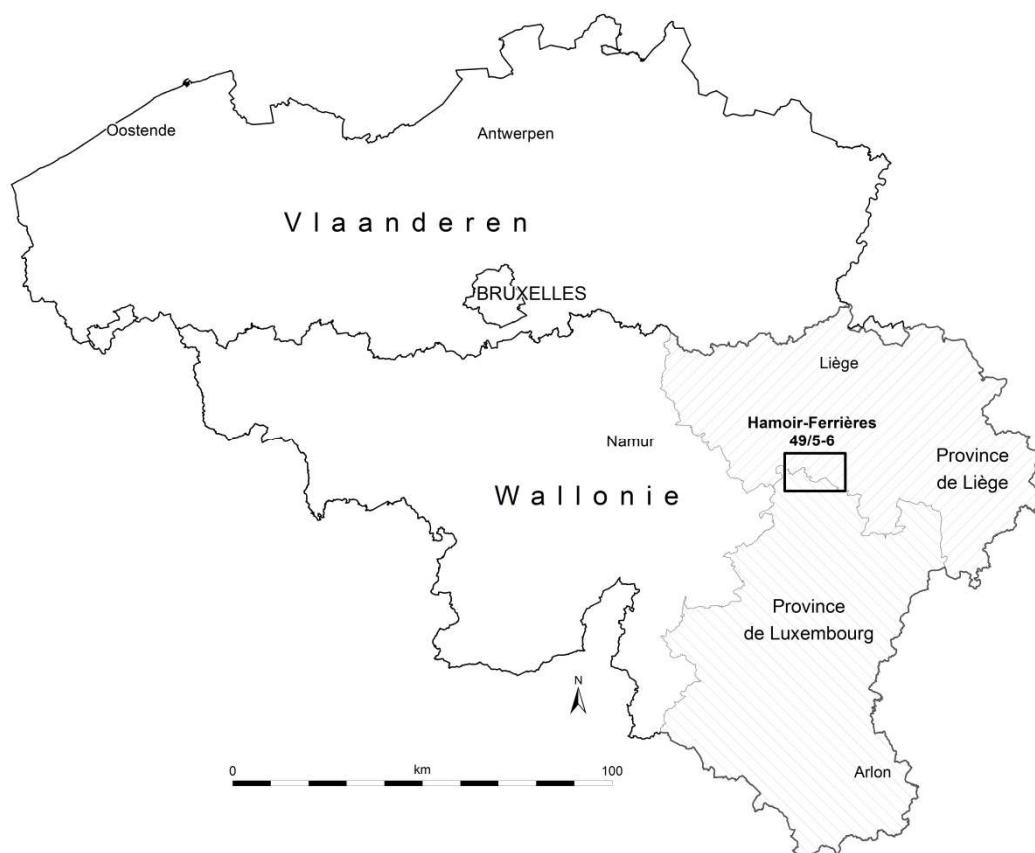 Oostende
Antwerpen
Vlaanderen
BRUXELLES
Liège
Hamoir-Ferrières
49/5-6
Namur
Province
de Liège
Wallonie
Province
de Luxembourg
N
km
0
100
Arlon